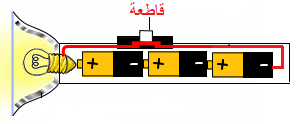 قاطعة
+ - + - + -